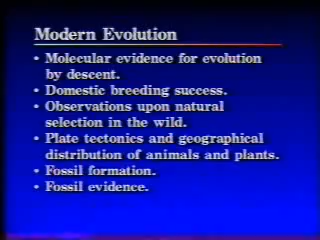 Modern Evolution
• Molecular evidence for evolution
by descent.
• Domestic breeding success.
• Observations upon natural
selection in the wild.
• Plate tectonics and geographical
distribution of animals and plants.
• Fossil formation.
• Fossil evidence.